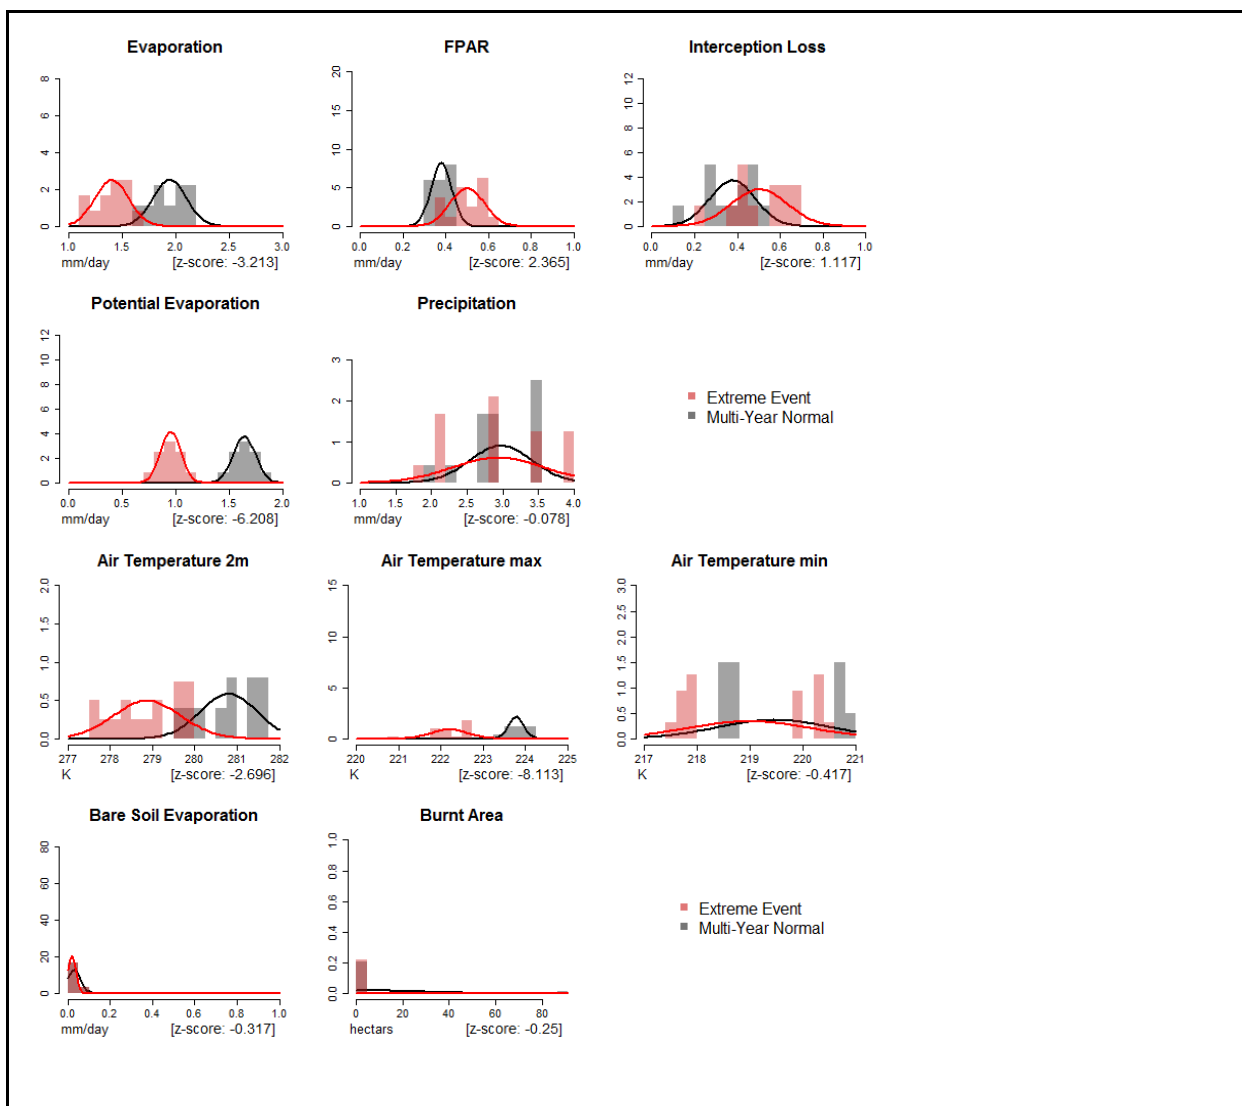 Evaporation
8
6
4
2
0
1.0 1.5 2.0 2.5 3.0
mm/day [z-score: -3.213]
FPAR
20
15
10
5
0
0.0 0.2 0.4 0.6 0.8 1.0
mm/day [z-score: 2.365]
Interception Loss
12
10
8
6
4
2
0
0.0 0.2 0.4 0.6 0.8 1.0
mm/day [z-score: 1.117]
Potential Evaporation
12
10
8
6
4
2
0
0.0 0.5 1.0 1.5 2.0
mm/day [z-score: -6.208]
Precipitation
3
2
1
0
1.0 1.5 2.0 2.5 3.0 3.5 4.0
mm/day [z-score: -0.078]
Extreme Event
Multi-Year Normal
Air Temperature 2m
2.0
1.5
1.0
0.5
0.0
277 278 279 280 281 282
K [z-score: -2.696]
Air Temperature max
15
10
5
0
220 221 222 223 224 225
K [z-score: -8.113]
Air Temperature min
3.0
2.5
2.0
1.5
1.0
0.5
0.0
217 218 219 220 221
K [z-score: -0.417]
Bare Soil Evaporation
80
60
40
20
0
0.0 0.2 0.4 0.6 0.8 1.0
mm/day [z-score: -0.317]
Burnt Area
1.0
0.8
0.6
0.4
0.2
0.0
0 20 40 60 80
hectars [z-score: -0.25]
Extreme Event
Multi-Year Normal